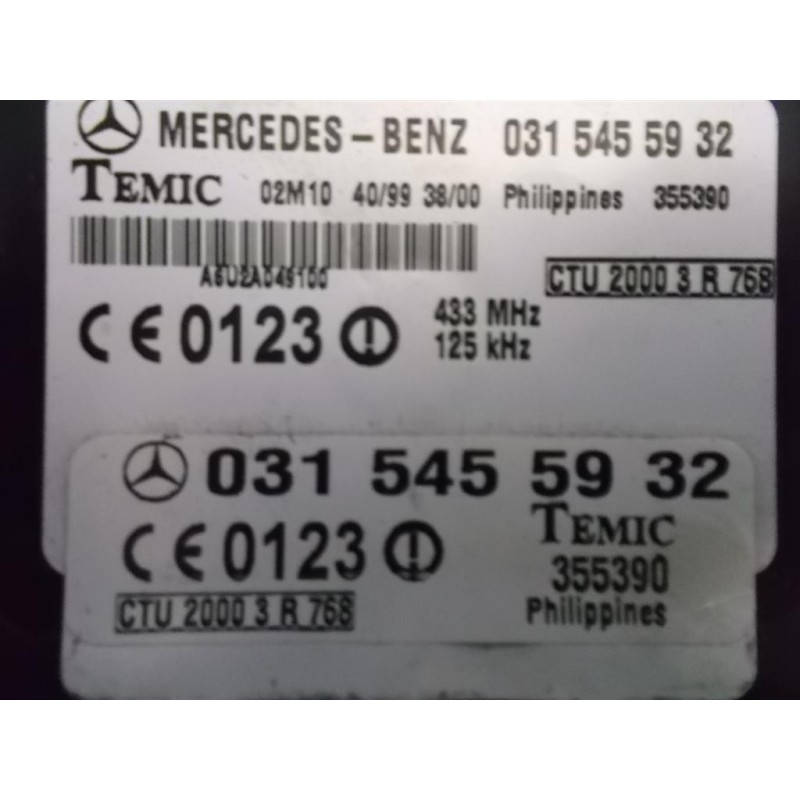 MERCEDES-BENZ 031 545 59 32
TEMIC 02M10 40/99 38/00 Philippines 355390
A6U2A049100
CTU 2000 3 R 768
CE 0123 433 MHz
125 kHz
031 545 59 32
CE 0123 TEMIC
355390
CTU 2000 3 R 768 Philippines